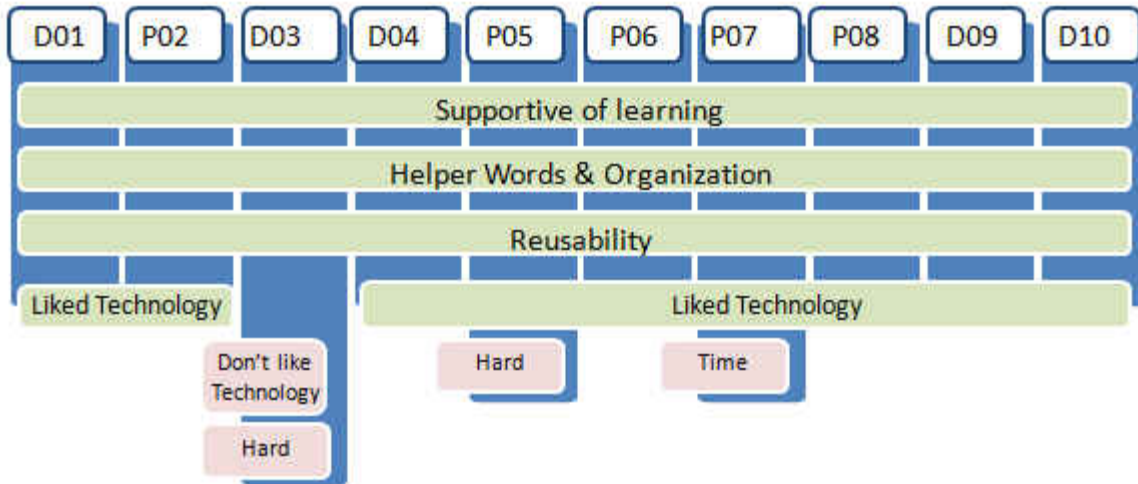 D01 P02 D03 D04 P05 P06 P07 P08 D09 D10
Supportive of learning
Helper Words & Organization
Reusability
Liked Technology Liked Technology
Don't like
Technology
Hard
Time
Hard